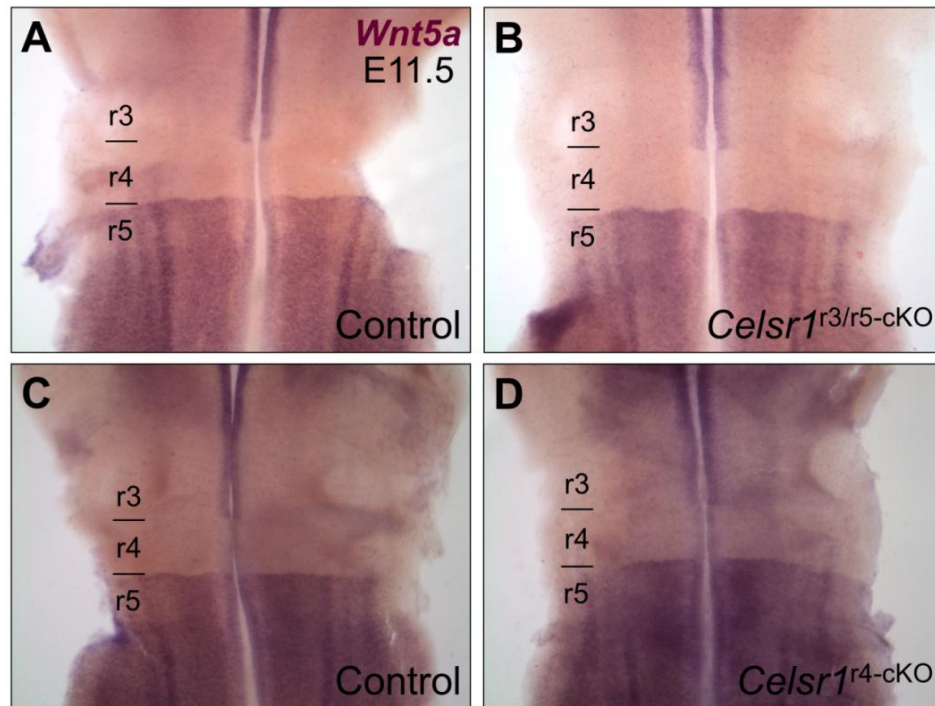 A
Wnt5a
E11.5
r3
r4
r5
Control
B
r3
r4
r5
Celsr1r3/r5-cKO
C
r3
r4
r5
Control
D
r3
r4
r5
Celsr1r4-cKO